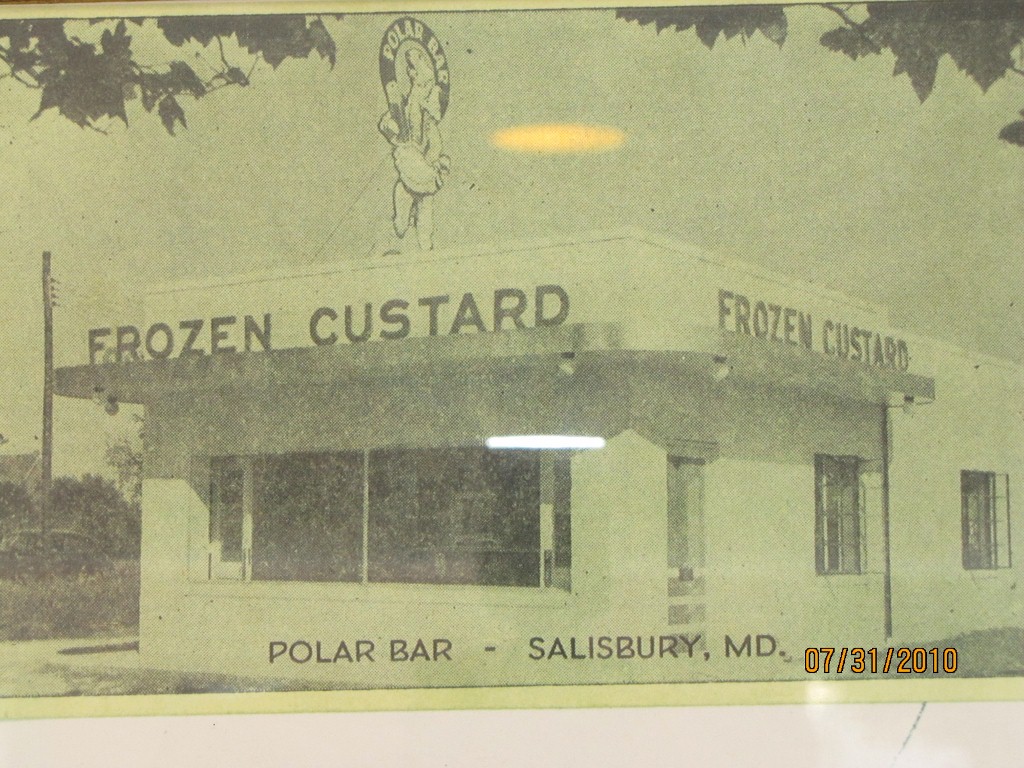 POLAR BAR
FROZEN CUSTARD
FROZEN CUSTARD
POLAR BAR - SALISBURY, MD.
07/31/2010